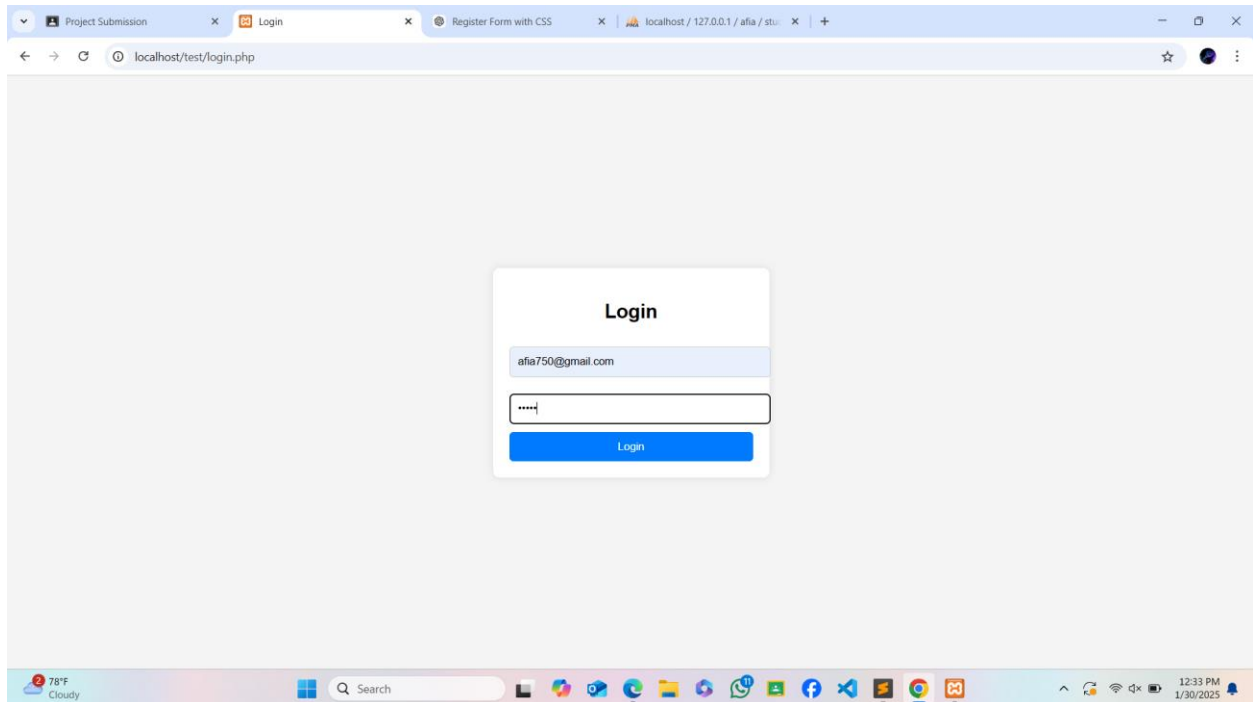 Project Submission
Login
Register Form with CSS
localhost / 127.0.0.1 / afia / stu
localhost/test/login.php
Login
afia750@gmail.com
•••••
Login
2
78°F
Cloudy
Search
12:33 PM
1/30/2025